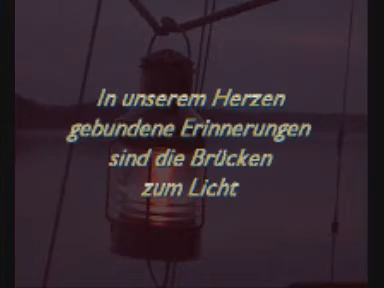 In unserem Herzen
gebundene Erinnerungen
sind die Brücken
zum Licht